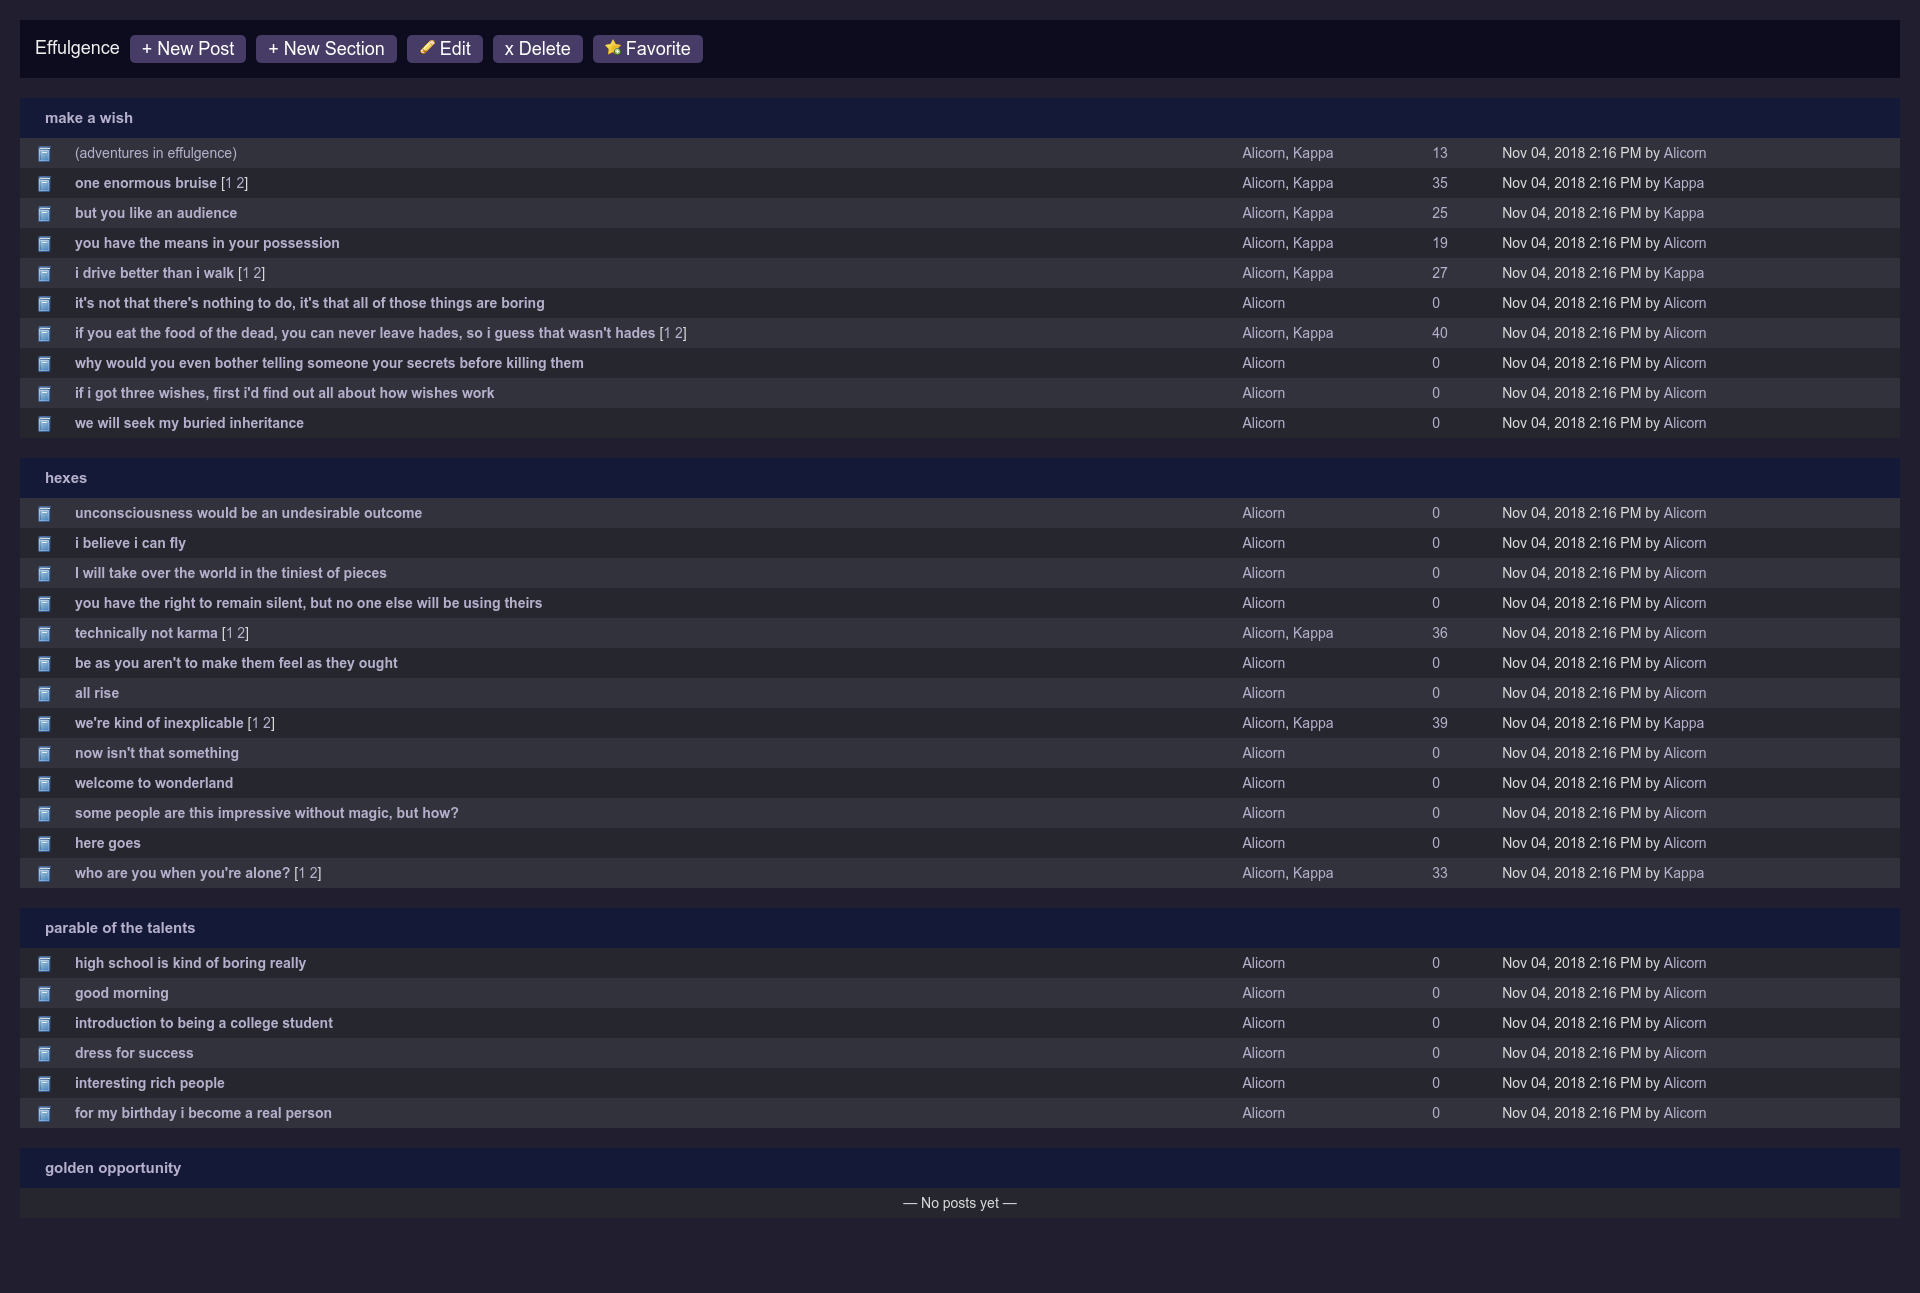 Effulgence + New Post + New Section Edit x Delete Favorite
make a wish
(adventures in effulgence) Alicorn, Kappa 13 Nov 04, 2018 2:16 PM by Alicorn
one enormous bruise [1 2] Alicorn, Kappa 35 Nov 04, 2018 2:16 PM by Kappa
but you like an audience Alicorn, Kappa 25 Nov 04, 2018 2:16 PM by Kappa
you have the means in your possession Alicorn, Kappa 19 Nov 04, 2018 2:16 PM by Alicorn
i drive better than i walk [1 2] Alicorn, Kappa 27 Nov 04, 2018 2:16 PM by Kappa
it's not that there's nothing to do, it's that all of those things are boring Alicorn 0 Nov 04, 2018 2:16 PM by Alicorn
if you eat the food of the dead, you can never leave hades, so i guess that wasn't hades [1 2] Alicorn, Kappa 40 Nov 04, 2018 2:16 PM by Alicorn
why would you even bother telling someone your secrets before killing them Alicorn 0 Nov 04, 2018 2:16 PM by Alicorn
if i got three wishes, first i'd find out all about how wishes work Alicorn 0 Nov 04, 2018 2:16 PM by Alicorn
we will seek my buried inheritance Alicorn 0 Nov 04, 2018 2:16 PM by Alicorn
hexes
unconsciousness would be an undesirable outcome Alicorn 0 Nov 04, 2018 2:16 PM by Alicorn
i believe i can fly Alicorn 0 Nov 04, 2018 2:16 PM by Alicorn
I will take over the world in the tiniest of pieces Alicorn 0 Nov 04, 2018 2:16 PM by Alicorn
you have the right to remain silent, but no one else will be using theirs Alicorn 0 Nov 04, 2018 2:16 PM by Alicorn
technically not karma [1 2] Alicorn, Kappa 36 Nov 04, 2018 2:16 PM by Alicorn
be as you aren't to make them feel as they ought Alicorn 0 Nov 04, 2018 2:16 PM by Alicorn
all rise Alicorn 0 Nov 04, 2018 2:16 PM by Alicorn
we're kind of inexplicable [1 2] Alicorn, Kappa 39 Nov 04, 2018 2:16 PM by Kappa
now isn't that something Alicorn 0 Nov 04, 2018 2:16 PM by Alicorn
welcome to wonderland Alicorn 0 Nov 04, 2018 2:16 PM by Alicorn
some people are this impressive without magic, but how? Alicorn 0 Nov 04, 2018 2:16 PM by Alicorn
here goes Alicorn 0 Nov 04, 2018 2:16 PM by Alicorn
who are you when you're alone? [1 2] Alicorn, Kappa 33 Nov 04, 2018 2:16 PM by Kappa
parable of the talents
high school is kind of boring really Alicorn 0 Nov 04, 2018 2:16 PM by Alicorn
good morning Alicorn 0 Nov 04, 2018 2:16 PM by Alicorn
introduction to being a college student Alicorn 0 Nov 04, 2018 2:16 PM by Alicorn
dress for success Alicorn 0 Nov 04, 2018 2:16 PM by Alicorn
interesting rich people Alicorn 0 Nov 04, 2018 2:16 PM by Alicorn
for my birthday i become a real person Alicorn 0 Nov 04, 2018 2:16 PM by Alicorn
golden opportunity
— No posts yet —